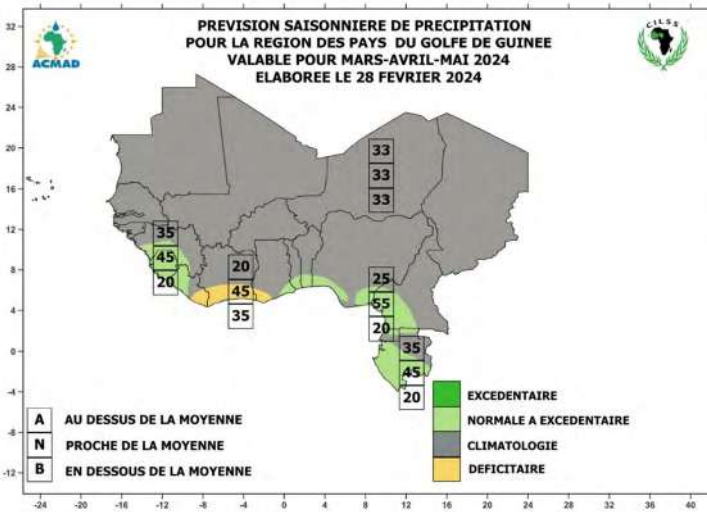 PREVISION SAISONNIERE DE PRECIPITATION
POUR LA REGION DES PAYS DU GOLFE DE GUINEE
VALABLE POUR MARS-AVRIL-MAI 2024
ELABOREE LE 28 FEVRIER 2024
ACMAD
CILSS
28
24
20
16
12
8
4
0
-4
-8
-12
33
33
33
35
45
20
20
45
35
25
55
20
35
45
20
A AU DESSUS DE LA MOYENNE
N PROCHE DE LA MOYENNE
B EN DESSOUS DE LA MOYENNE
EXCEDENTAIRE
NORMALE A EXCEDENTAIRE
CLIMATOLOGIE
DEFICITAIRE
-24 -20 -16 -12 -8 -4 0 4 8 12 16 20 24 28 32 36 40